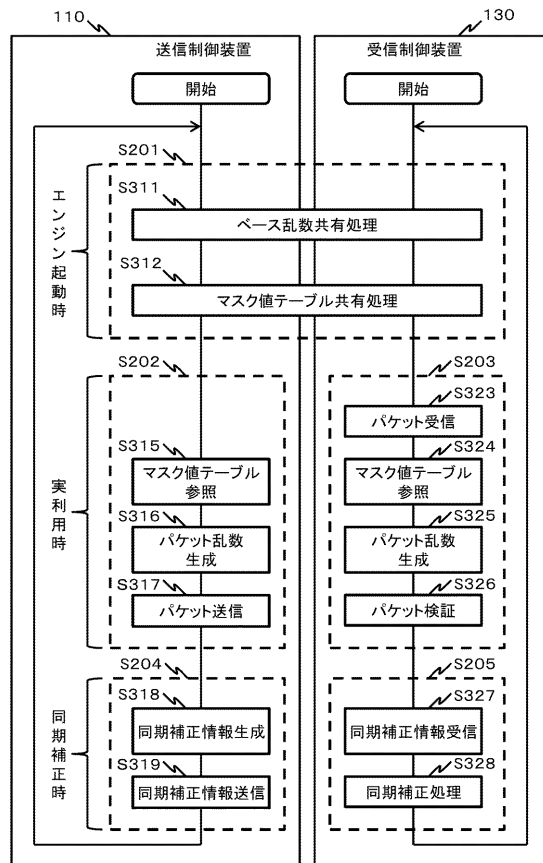 110
130
送信制御装置
受信制御装置
開始
開始
S201
エンジン起動時
S311
ベース乱数共有処理
S312
マスク値テーブル共有処理
S202
S203
実利用時
S323
パケット受信
S315
マスク値テーブル
参照
S324
マスク値テーブル
参照
S316
パケット乱数
生成
S325
パケット乱数
生成
S317
パケット送信
S326
パケット検証
S204
S205
同期補正時
S318
同期補正情報生成
S327
同期補正情報受信
S319
同期補正情報送信
S328
同期補正処理